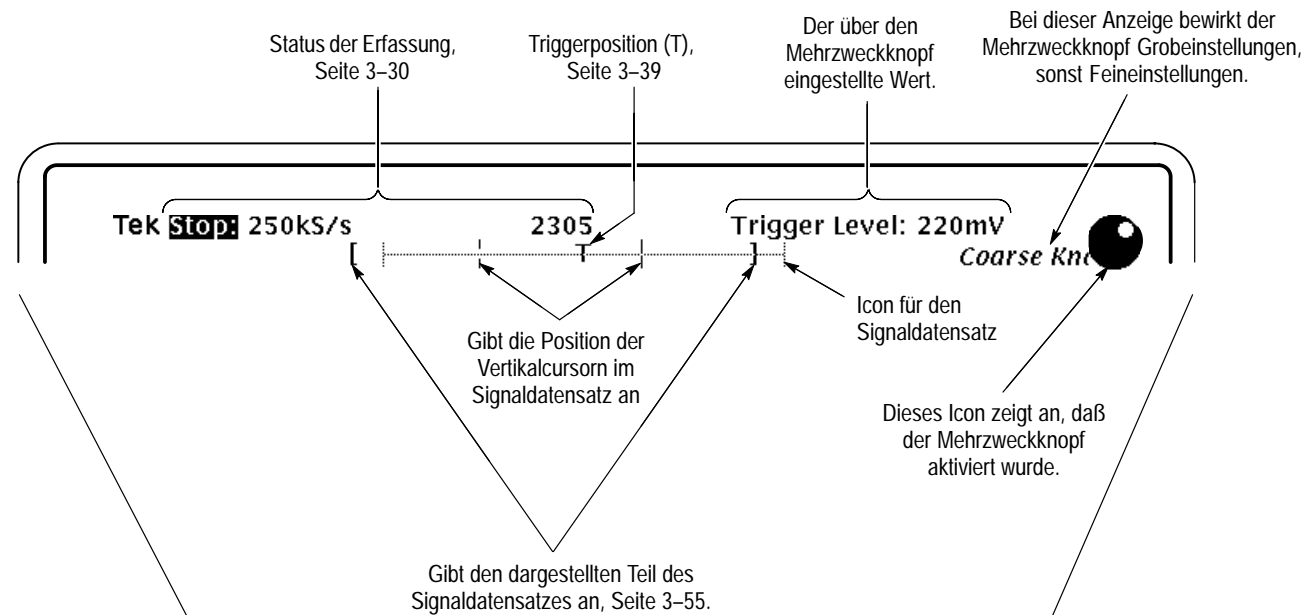 Status der Erfassung,
Seite 3–30
Triggerposition (T),
Seite 3–39
Der über den
Mehrzweckknopf
eingestellte Wert.
Bei dieser Anzeige bewirkt der
Mehrzweckknopf Grobeinstellungen,
sonst Feineinstellungen.
Tek Stop: 250kS/s 2305 Trigger Level: 220mV
[ T ] Coarse Kno
Gibt die Position der
Vertikalcursorn im
Signaldatensatz an
Icon für den
Signaldatensatz
Dieses Icon zeigt an, daß
der Mehrzweckknopf
aktiviert wurde.
Gibt den dargestellten Teil des
Signaldatensatzes an, Seite 3–55.